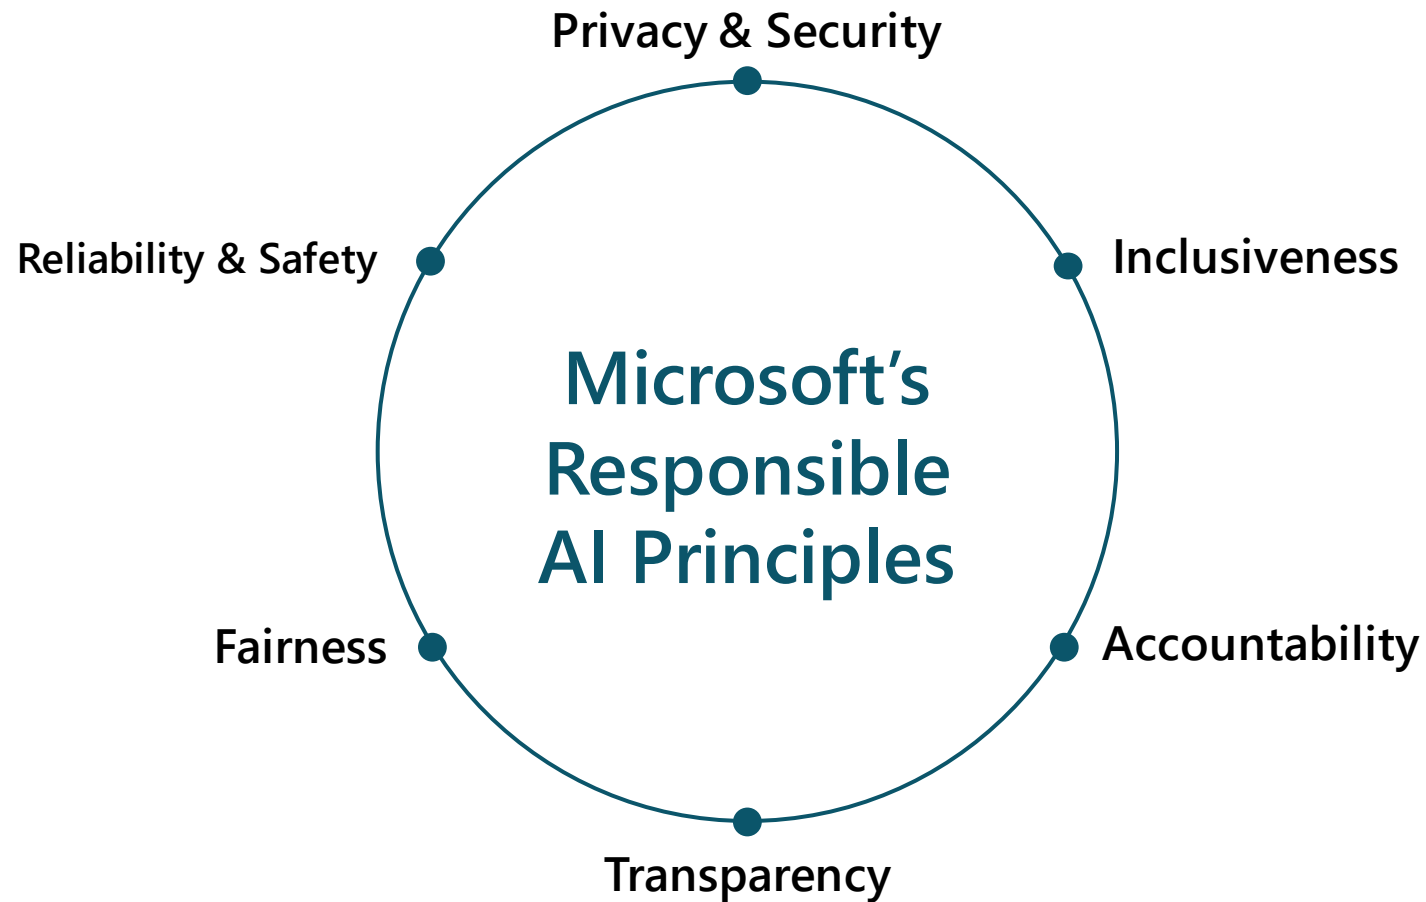 Privacy & Security
Reliability & Safety
Inclusiveness
Microsoft’s
Responsible
AI Principles
Fairness
Accountability
Transparency